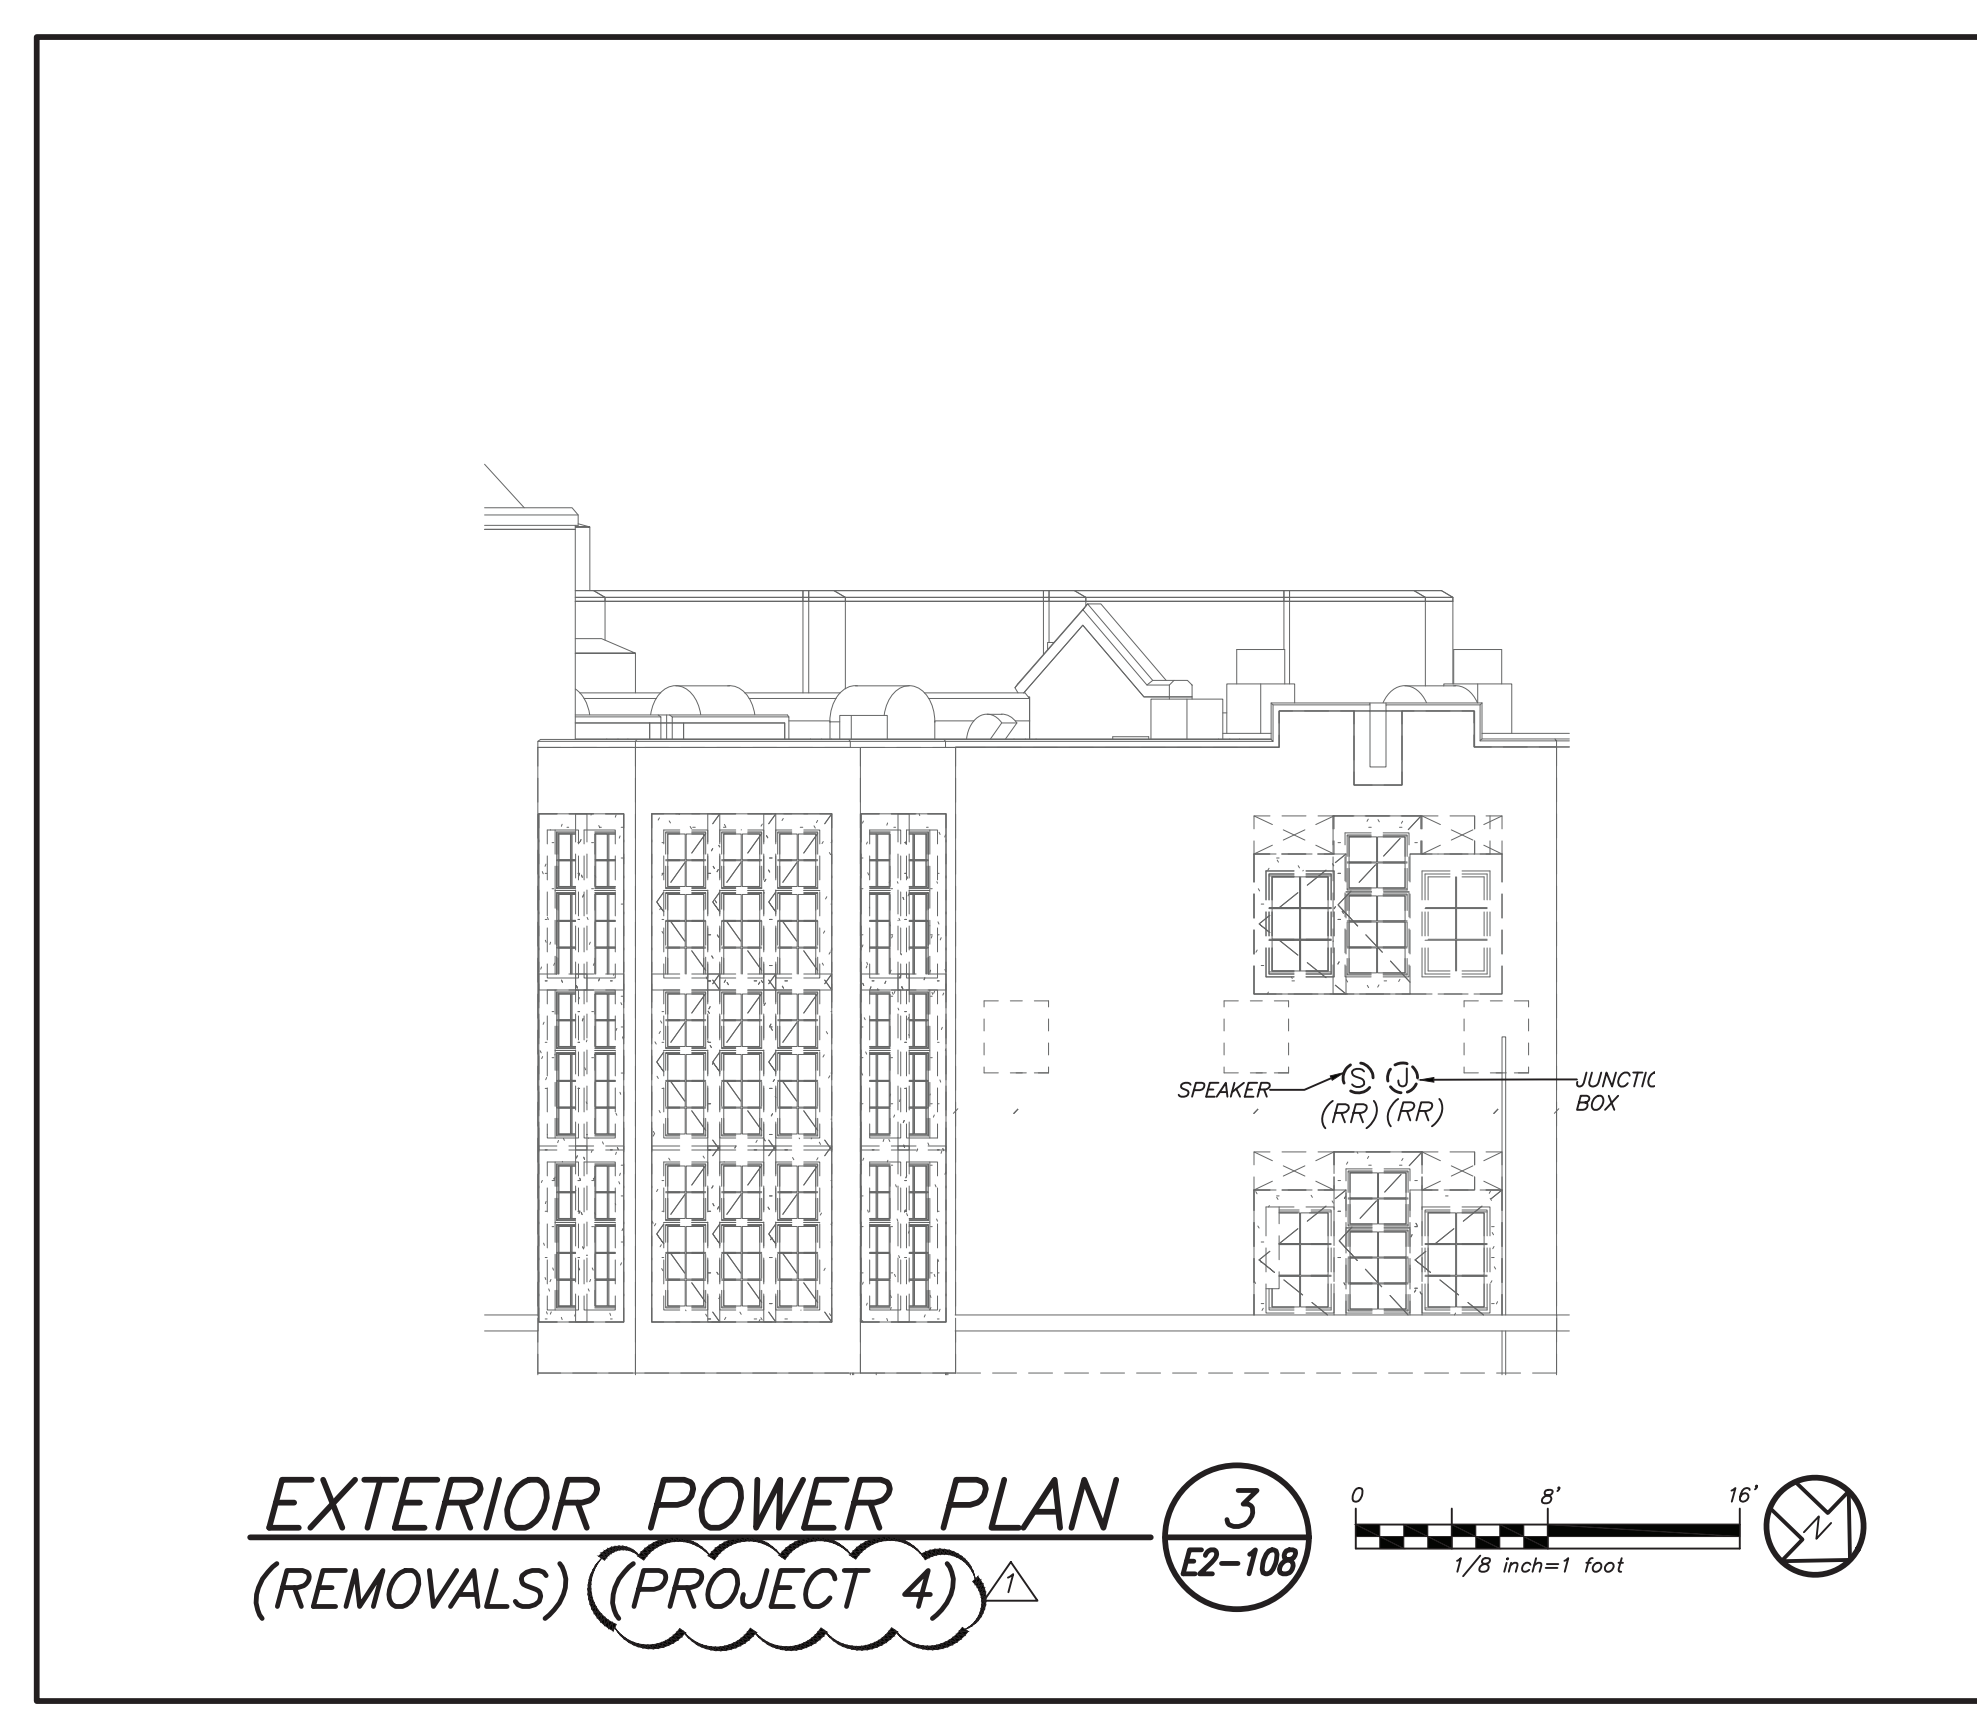 SPEAKER
S
J
(RR)
(RR)
JUNCTIO
BOX
EXTERIOR POWER PLAN
(REMOVALS) (PROJECT 4)
1
3
E2-108
0
8'
16'
1/8 inch=1 foot
N